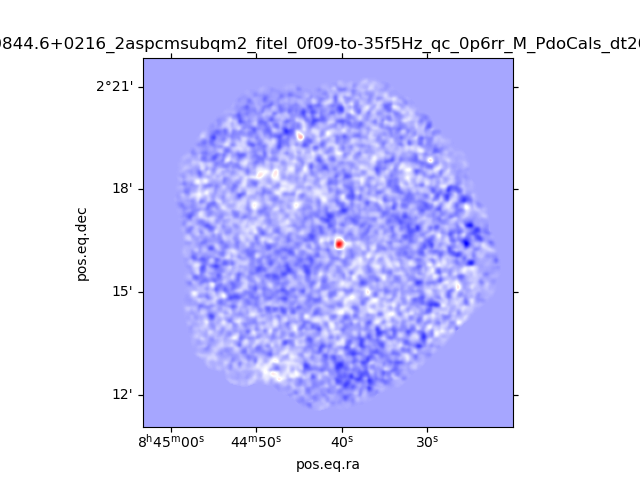 0844.6+0216_2aspcmsubqm2_fitel_0f09-to-35f5Hz_qc_0p6rr_M_PdoCals_dt20
2°21'
18'
15'
12'
pos.eq.dec
8ʰ45ᵐ00ˢ 44ᵐ50ˢ 40ˢ 30ˢ
pos.eq.ra